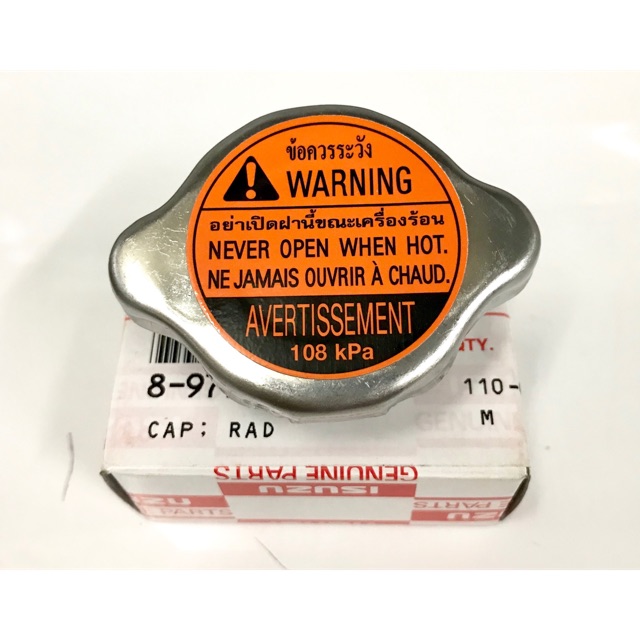 ข้อควรระวัง
WARNING
อย่าเปิดฝานี้ขณะเครื่องร้อน
NEVER OPEN WHEN HOT.
NE JAMAIS OUVRIR À CHAUD.
AVERTISSEMENT
108 kPa
QTY.
8-97
110-
CAP: RAD
M
GENUINE PARTS
ISUZU